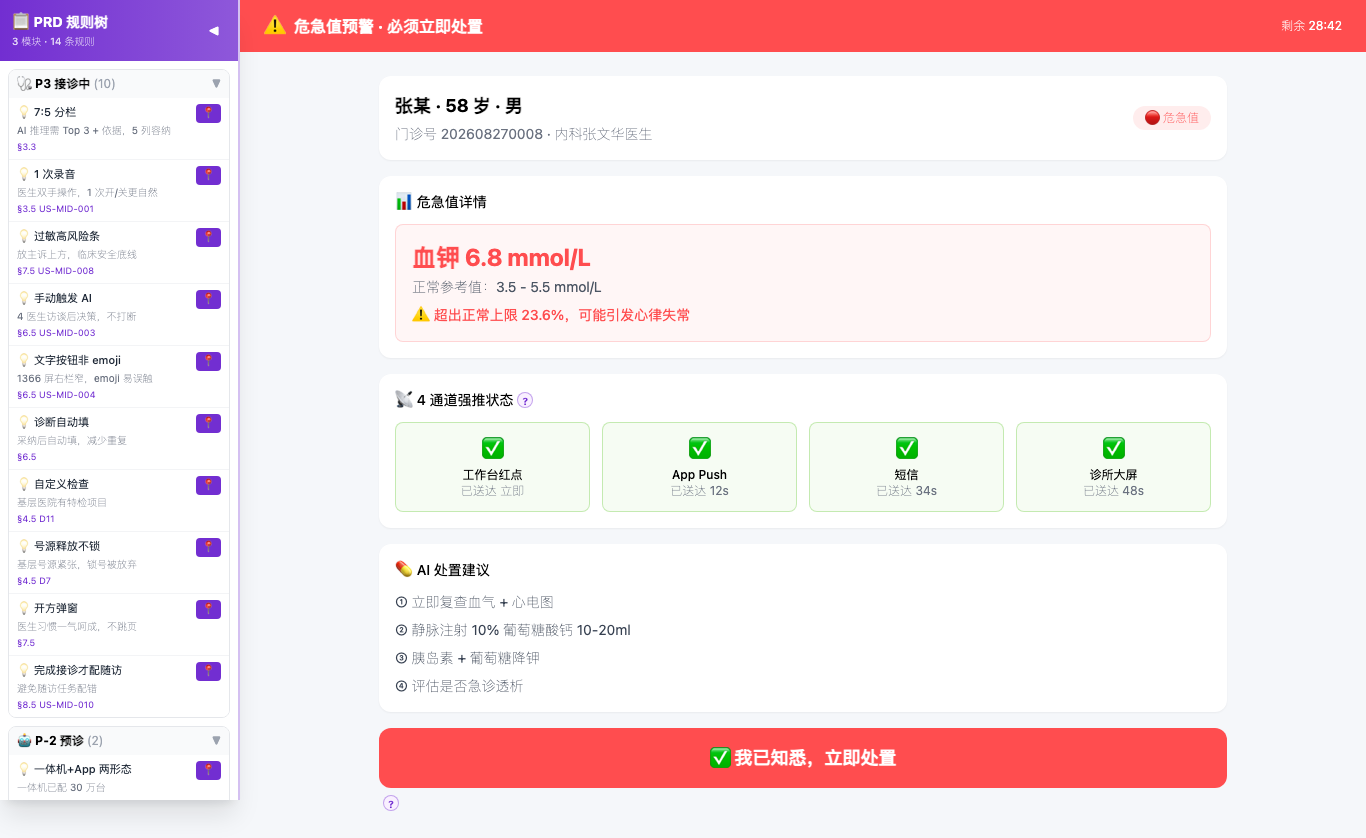 📋 PRD 规则树
3 模块 · 14 条规则
◀
🩺 P3 接诊中 (10) ▼
💡 7:5 分栏
AI 推理需 Top 3 + 依据，5 列容纳
§3.3
💡 1 次录音
医生双手操作，1 次开/关更自然
§3.5 US-MID-001
💡 过敏高风险条
放主诉上方，临床安全底线
§7.5 US-MID-008
💡 手动触发 AI
4 医生访谈后决策，不打断
§6.5 US-MID-003
💡 文字按钮非 emoji
1366 屏右栏窄，emoji 易误触
§6.5 US-MID-004
💡 诊断自动填
采纳后自动填，减少重复
§6.5
💡 自定义检查
基层医院有特检项目
§4.5 D11
💡 号源释放不锁
基层号源紧张，锁号被放弃
§4.5 D7
💡 开方弹窗
医生习惯一气呵成，不跳页
§7.5
💡 完成接诊才配随访
避免随访任务配错
§8.5 US-MID-010
🤖 P-2 预诊 (2) ▼
💡 一体机+App 两形态
一体机已配 30 万台
⚠️ 危急值预警 · 必须立即处置
剩余 28:42
张某 · 58 岁 · 男
门诊号 202608270008 · 内科张文华医生
🔴 危急值
📊 危急值详情
血钾 6.8 mmol/L
正常参考值：3.5 - 5.5 mmol/L
⚠️ 超出正常上限 23.6%，可能引发心律失常
📡 4 通道强推状态 ?
✅
工作台红点
已送达 立即
✅
App Push
已送达 12s
✅
短信
已送达 34s
✅
诊所大屏
已送达 48s
💊 AI 处置建议
① 立即复查血气 + 心电图
② 静脉注射 10% 葡萄糖酸钙 10-20ml
③ 胰岛素 + 葡萄糖降钾
④ 评估是否急诊透析
✅ 我已知悉，立即处置
?